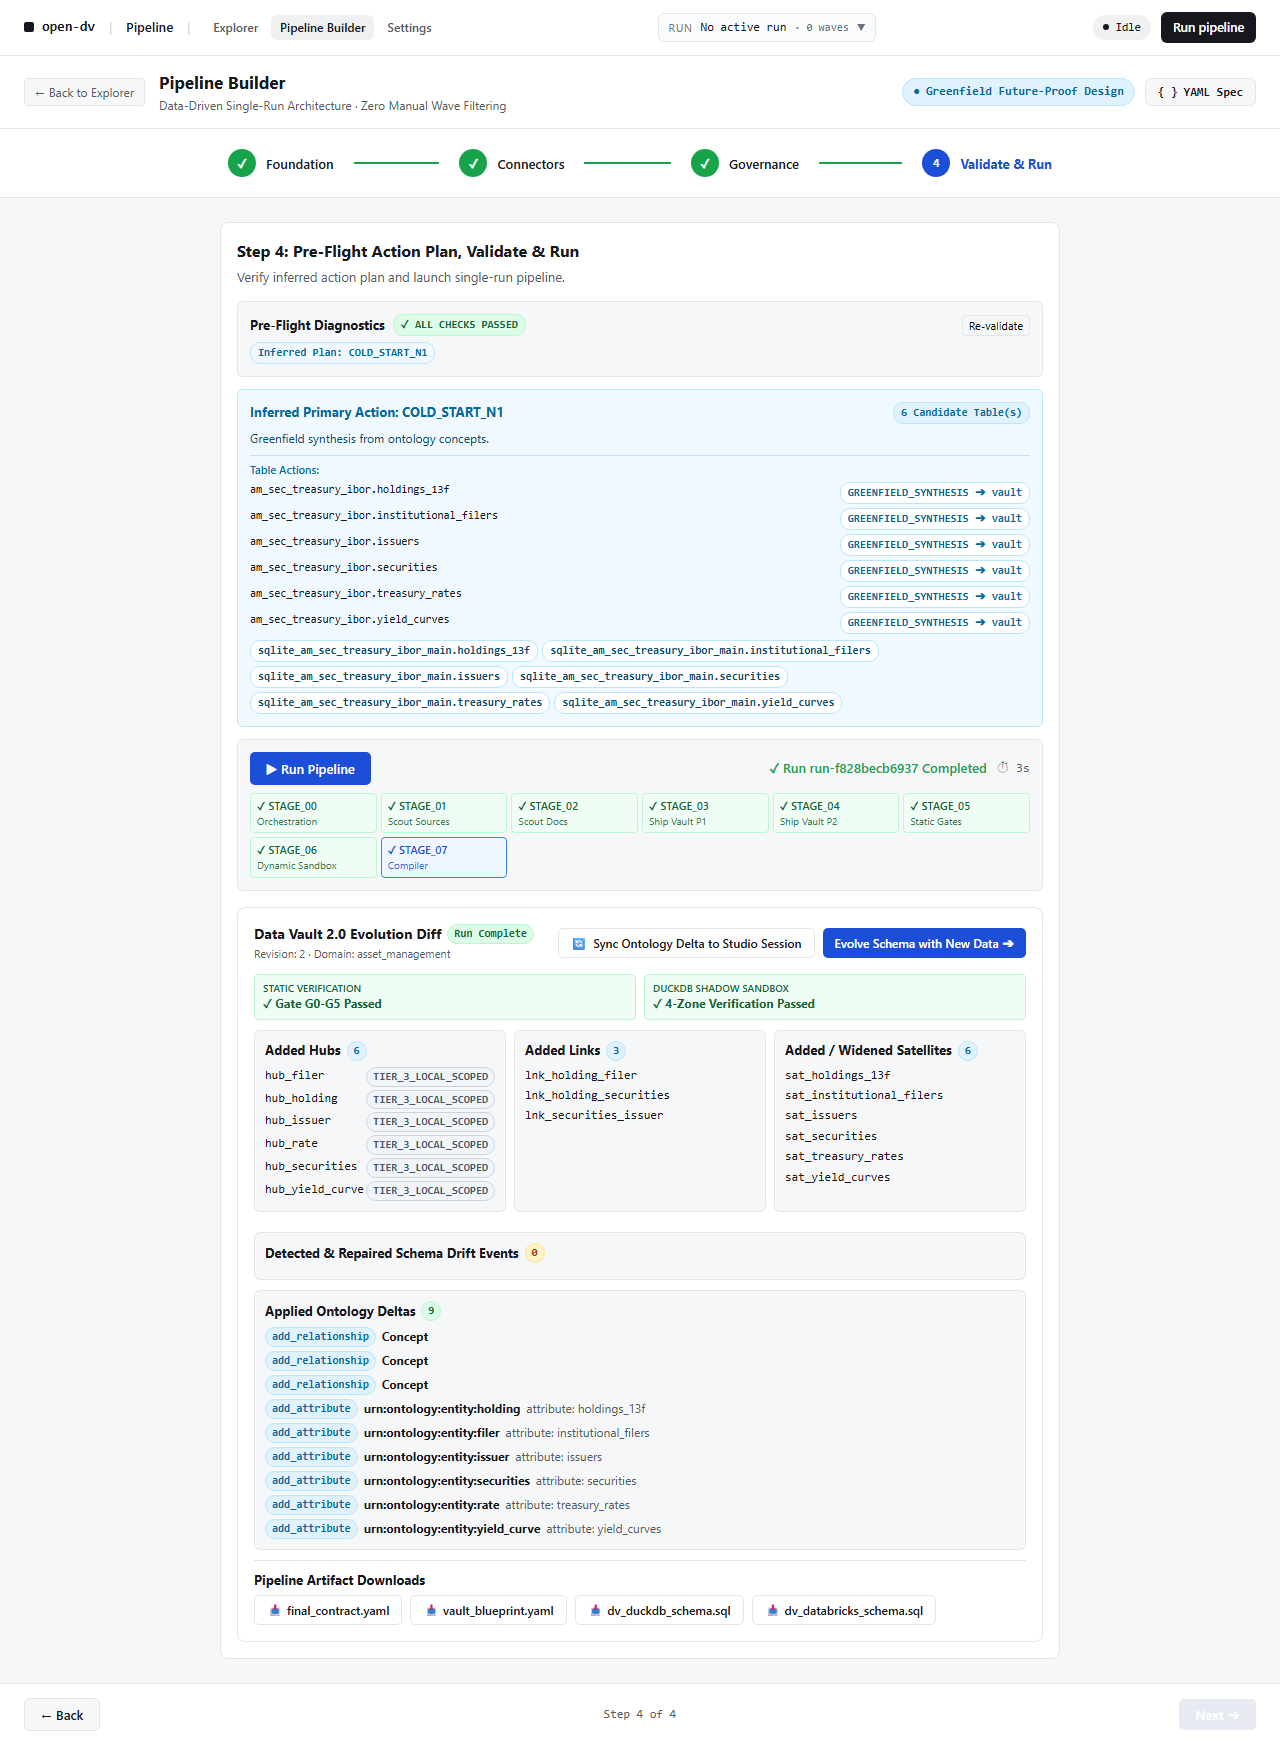 open-dv | Pipeline | Explorer Pipeline Builder Settings RUN No active run · 0 waves ▼ ● Idle Run pipeline
← Back to Explorer Pipeline Builder
Data-Driven Single-Run Architecture · Zero Manual Wave Filtering
● Greenfield Future-Proof Design { } YAML Spec
✓ Foundation ✓ Connectors ✓ Governance 4 Validate & Run
Step 4: Pre-Flight Action Plan, Validate & Run
Verify inferred action plan and launch single-run pipeline.
Pre-Flight Diagnostics ✓ ALL CHECKS PASSED Re-validate
Inferred Plan: COLD_START_N1
Inferred Primary Action: COLD_START_N1 6 Candidate Table(s)
Greenfield synthesis from ontology concepts.
Table Actions:
am_sec_treasury_ibor.holdings_13f GREENFIELD_SYNTHESIS ➔ vault
am_sec_treasury_ibor.institutional_filers GREENFIELD_SYNTHESIS ➔ vault
am_sec_treasury_ibor.issuers GREENFIELD_SYNTHESIS ➔ vault
am_sec_treasury_ibor.securities GREENFIELD_SYNTHESIS ➔ vault
am_sec_treasury_ibor.treasury_rates GREENFIELD_SYNTHESIS ➔ vault
am_sec_treasury_ibor.yield_curves GREENFIELD_SYNTHESIS ➔ vault
sqlite_am_sec_treasury_ibor_main.holdings_13f sqlite_am_sec_treasury_ibor_main.institutional_filers
sqlite_am_sec_treasury_ibor_main.issuers sqlite_am_sec_treasury_ibor_main.securities
sqlite_am_sec_treasury_ibor_main.treasury_rates sqlite_am_sec_treasury_ibor_main.yield_curves
▶ Run Pipeline ✓ Run run-f828becb6937 Completed ⏱ 3s
✓ STAGE_00 ✓ STAGE_01 ✓ STAGE_02 ✓ STAGE_03 ✓ STAGE_04 ✓ STAGE_05
Orchestration Scout Sources Scout Docs Ship Vault P1 Ship Vault P2 Static Gates
✓ STAGE_06 ✓ STAGE_07
Dynamic Sandbox Compiler
Data Vault 2.0 Evolution Diff Run Complete
Revision: 2 · Domain: asset_management
Sync Ontology Delta to Studio Session Evolve Schema with New Data ➔
STATIC VERIFICATION
✓ Gate G0-G5 Passed
DUCKDB SHADOW SANDBOX
✓ 4-Zone Verification Passed
Added Hubs 6
hub_filer TIER_3_LOCAL_SCOPED
hub_holding TIER_3_LOCAL_SCOPED
hub_issuer TIER_3_LOCAL_SCOPED
hub_rate TIER_3_LOCAL_SCOPED
hub_securities TIER_3_LOCAL_SCOPED
hub_yield_curve TIER_3_LOCAL_SCOPED
Added Links 3
lnk_holding_filer
lnk_holding_securities
lnk_securities_issuer
Added / Widened Satellites 6
sat_holdings_13f
sat_institutional_filers
sat_issuers
sat_securities
sat_treasury_rates
sat_yield_curves
Detected & Repaired Schema Drift Events 0
Applied Ontology Deltas 9
add_relationship Concept
add_relationship Concept
add_relationship Concept
add_attribute urn:ontology:entity:holding attribute: holdings_13f
add_attribute urn:ontology:entity:filer attribute: institutional_filers
add_attribute urn:ontology:entity:issuer attribute: issuers
add_attribute urn:ontology:entity:securities attribute: securities
add_attribute urn:ontology:entity:rate attribute: treasury_rates
add_attribute urn:ontology:entity:yield_curve attribute: yield_curves
Pipeline Artifact Downloads
final_contract.yaml vault_blueprint.yaml dv_duckdb_schema.sql dv_databricks_schema.sql
← Back Step 4 of 4 Next ➔